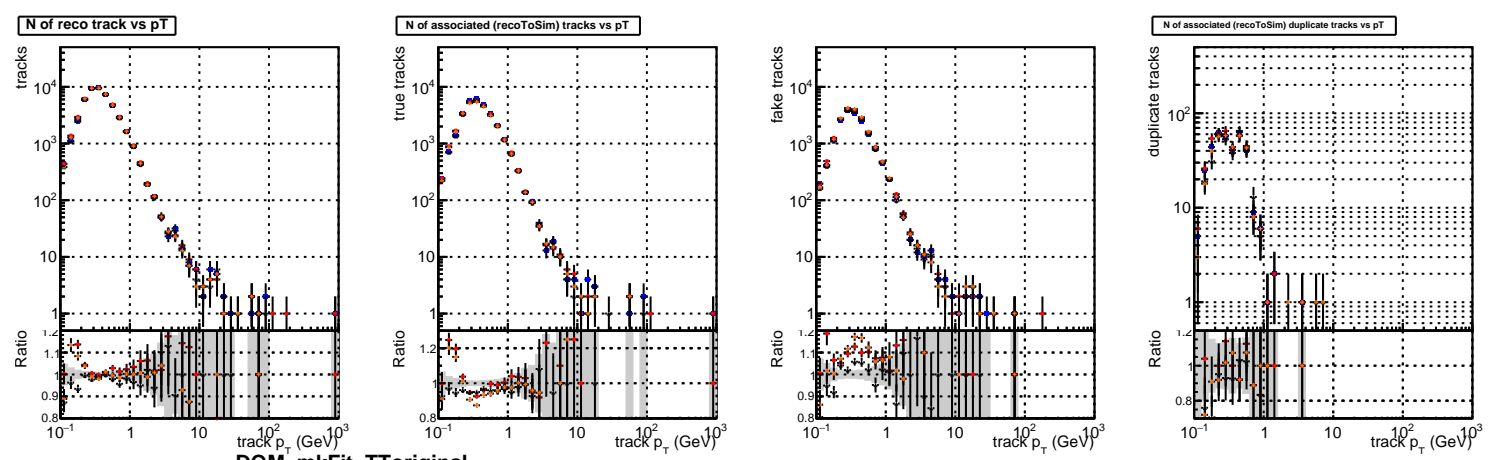 N of reco track vs pT
N of associated (recoToSim) tracks vs pT
N of associated (recoToSim) duplicate tracks vs pT
tracks
10⁴
10³
10²
10
1
Ratio
1.2
1.1
1
0.9
0.8
10⁻¹ 1 10 10² 10³
track p_T (GeV)
true tracks
10⁴
10³
10²
10
1
Ratio
1.2
1
0.8
10⁻¹ 1 10 10² 10³
track p_T (GeV)
fake tracks
10⁴
10³
10²
10
1
Ratio
1.2
1.1
1
0.9
0.8
10⁻¹ 1 10 10² 10³
track p_T (GeV)
duplicate tracks
10²
10
1
Ratio
1.2
1
0.8
10⁻¹ 1 10 10² 10³
track p_T (GeV)